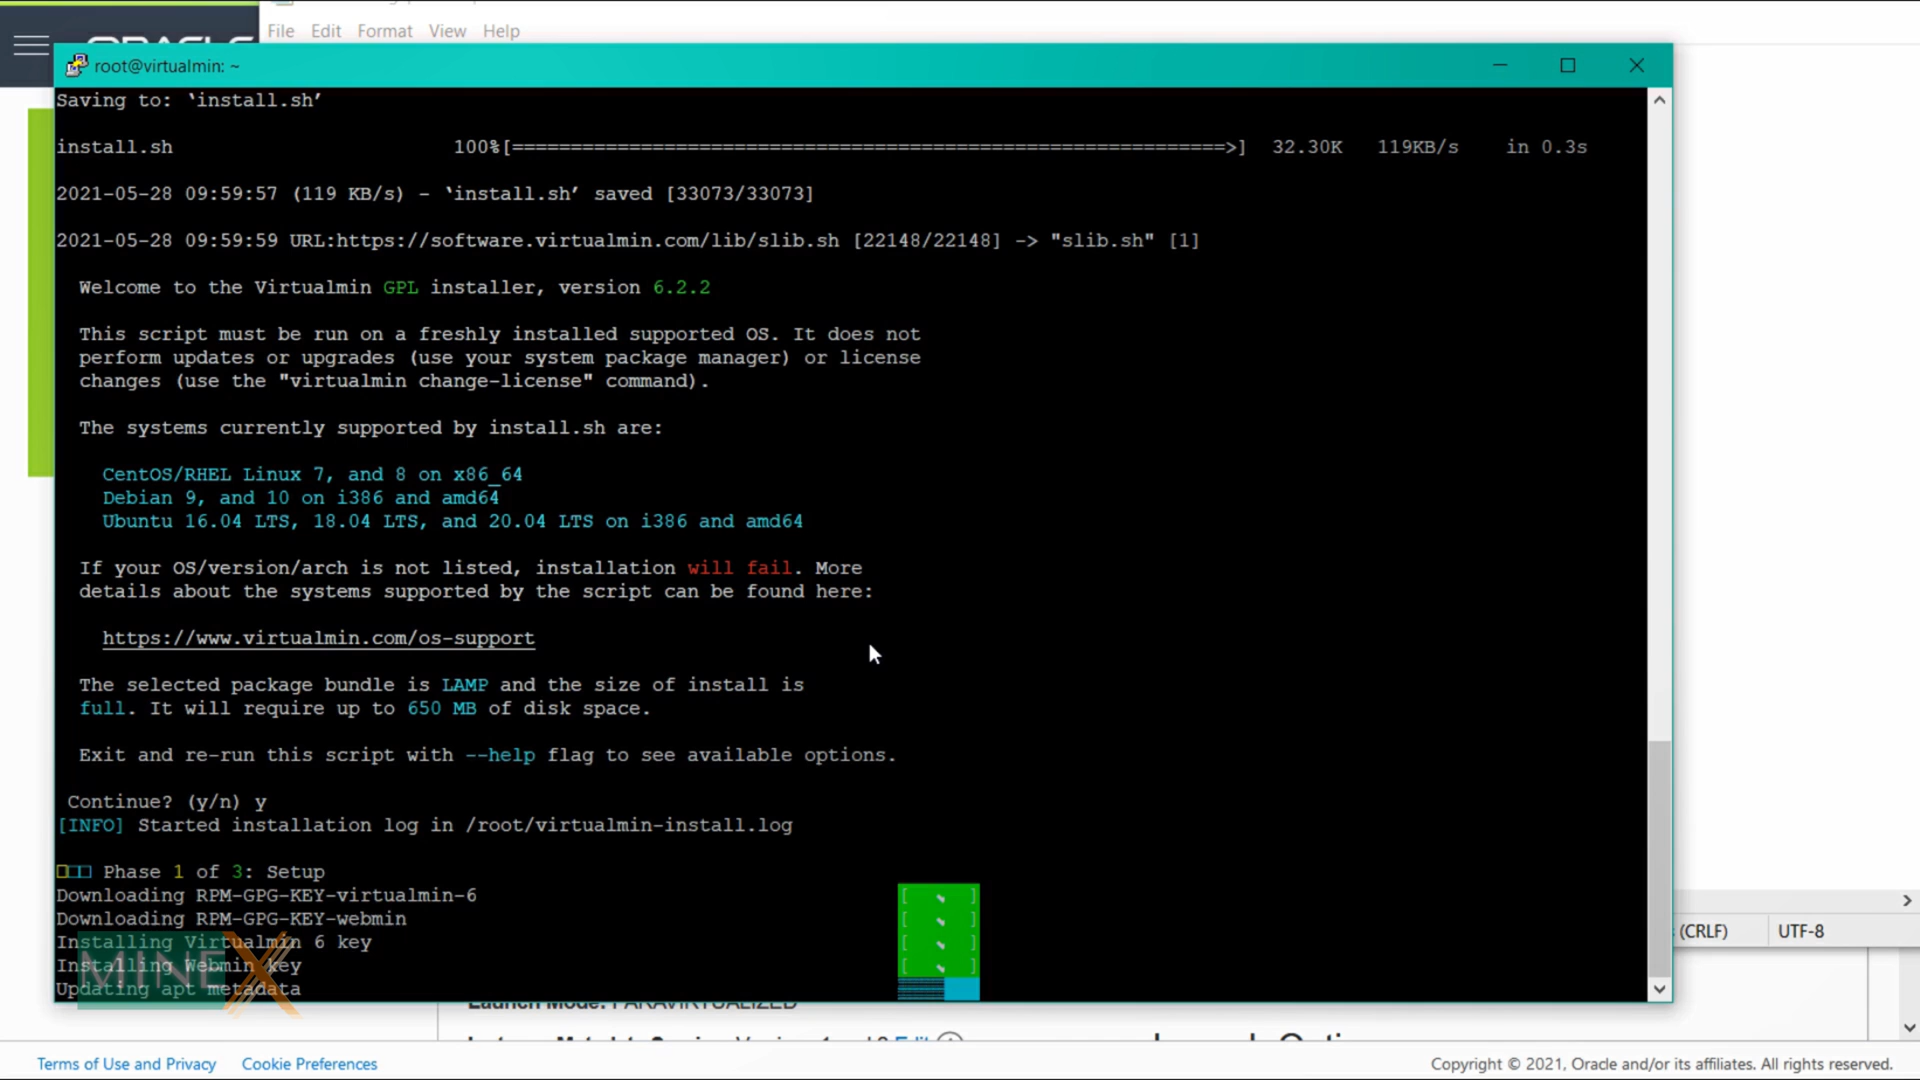 File Edit Format View Help
ORACLE
root@virtualmin: ~
Saving to: ‘install.sh’
install.sh 100%[=============================================================>] 32.30K 119KB/s in 0.3s
2021-05-28 09:59:57 (119 KB/s) - ‘install.sh’ saved [33073/33073]
2021-05-28 09:59:59 URL:https://software.virtualmin.com/lib/slib.sh [22148/22148] -> "slib.sh" [1]
Welcome to the Virtualmin GPL installer, version 6.2.2
This script must be run on a freshly installed supported OS. It does not
perform updates or upgrades (use your system package manager) or license
changes (use the "virtualmin change-license" command).
The systems currently supported by install.sh are:
CentOS/RHEL Linux 7, and 8 on x86_64
Debian 9, and 10 on i386 and amd64
Ubuntu 16.04 LTS, 18.04 LTS, and 20.04 LTS on i386 and amd64
If your OS/version/arch is not listed, installation will fail. More
details about the systems supported by the script can be found here:
https://www.virtualmin.com/os-support
The selected package bundle is LAMP and the size of install is
full. It will require up to 650 MB of disk space.
Exit and re-run this script with --help flag to see available options.
Continue? (y/n) y
[INFO] Started installation log in /root/virtualmin-install.log
Phase 1 of 3: Setup
Downloading RPM-GPG-KEY-virtualmin-6
Downloading RPM-GPG-KEY-webmin
Installing Virtualmin 6 key
Installing Webmin key
Updating apt metadata
MINEX
(CRLF) UTF-8
Launch Mode: PARAVIRTUALIZED
Terms of Use and Privacy Cookie Preferences
Copyright © 2021, Oracle and/or its affiliates. All rights reserved.